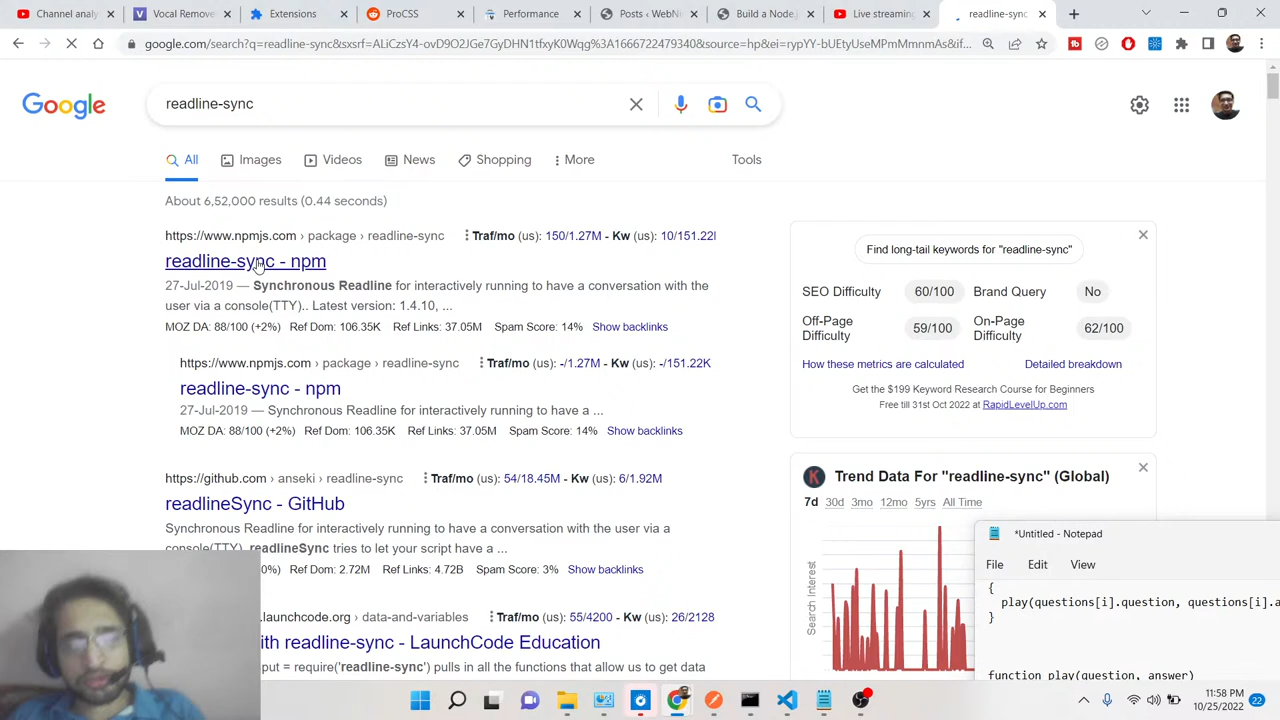 Channel analy
Vocal Remover
Extensions
ProCSS
Performance
Posts ‹ WebN
Build a Node.j
Live streaming
readline-sync
google.com/search?q=readline-sync&sxsrf=
readline-sync
Google
All
Images
Videos
News
Shopping
More
Tools
About 6,52,000 results (0.44 seconds)
https://www.npmjs.com › package › readline-sync
Traf/mo (us): 150/1.27M - Kw (us): 10/151.22K
readline-sync - npm
27-Jul-2019 — Synchronous Readline for interactively running to have a conversation with the
user via a console(TTY).. Latest version: 1.4.10, ...
MOZ DA: 88/100 (+2%) Ref Dom: 106.35K Ref Links: 37.05M Spam Score: 14% Show backlinks
https://www.npmjs.com › package › readline-sync
Traf/mo (us): -/1.27M - Kw (us): -/151.22K
readline-sync - npm
27-Jul-2019 — Synchronous Readline for interactively running to have a ...
MOZ DA: 88/100 (+2%) Ref Dom: 106.35K Ref Links: 37.05M Spam Score: 14% Show backlinks
https://github.com › anseki › readline-sync
Traf/mo (us): 54/18.45M - Kw (us): 6/1.92M
readlineSync - GitHub
Synchronous Readline for interactively running to have a conversation with the user via a
console(TTY). readlineSync tries to let your script have a ...
0%) Ref Dom: 2.72M Ref Links: 4.72B Spam Score: 3% Show backlinks
.launchcode.org › data-and-variables
Traf/mo (us): 55/4200 - Kw (us): 26/2128
ith readline-sync - LaunchCode Education
put = require('readline-sync') pulls in all the functions that allow us to get data
Find long-tail keywords for "readline-sync"
SEO Difficulty
60/100
Brand Query
No
Off-Page
Difficulty
59/100
On-Page
Difficulty
62/100
How these metrics are calculated
Detailed breakdown
Get the $199 Keyword Research Course for Beginners
Free till 31st Oct 2022 at RapidLevelUp.com
Trend Data For "readline-sync" (Global)
7d 30d 3mo 12mo 5yrs All Time
Search Interest
*Untitled - Notepad
File
Edit
View
{
play(questions[i].question, questions[i].a
}
function play(question, answer)
11:58 PM
10/25/2022
22